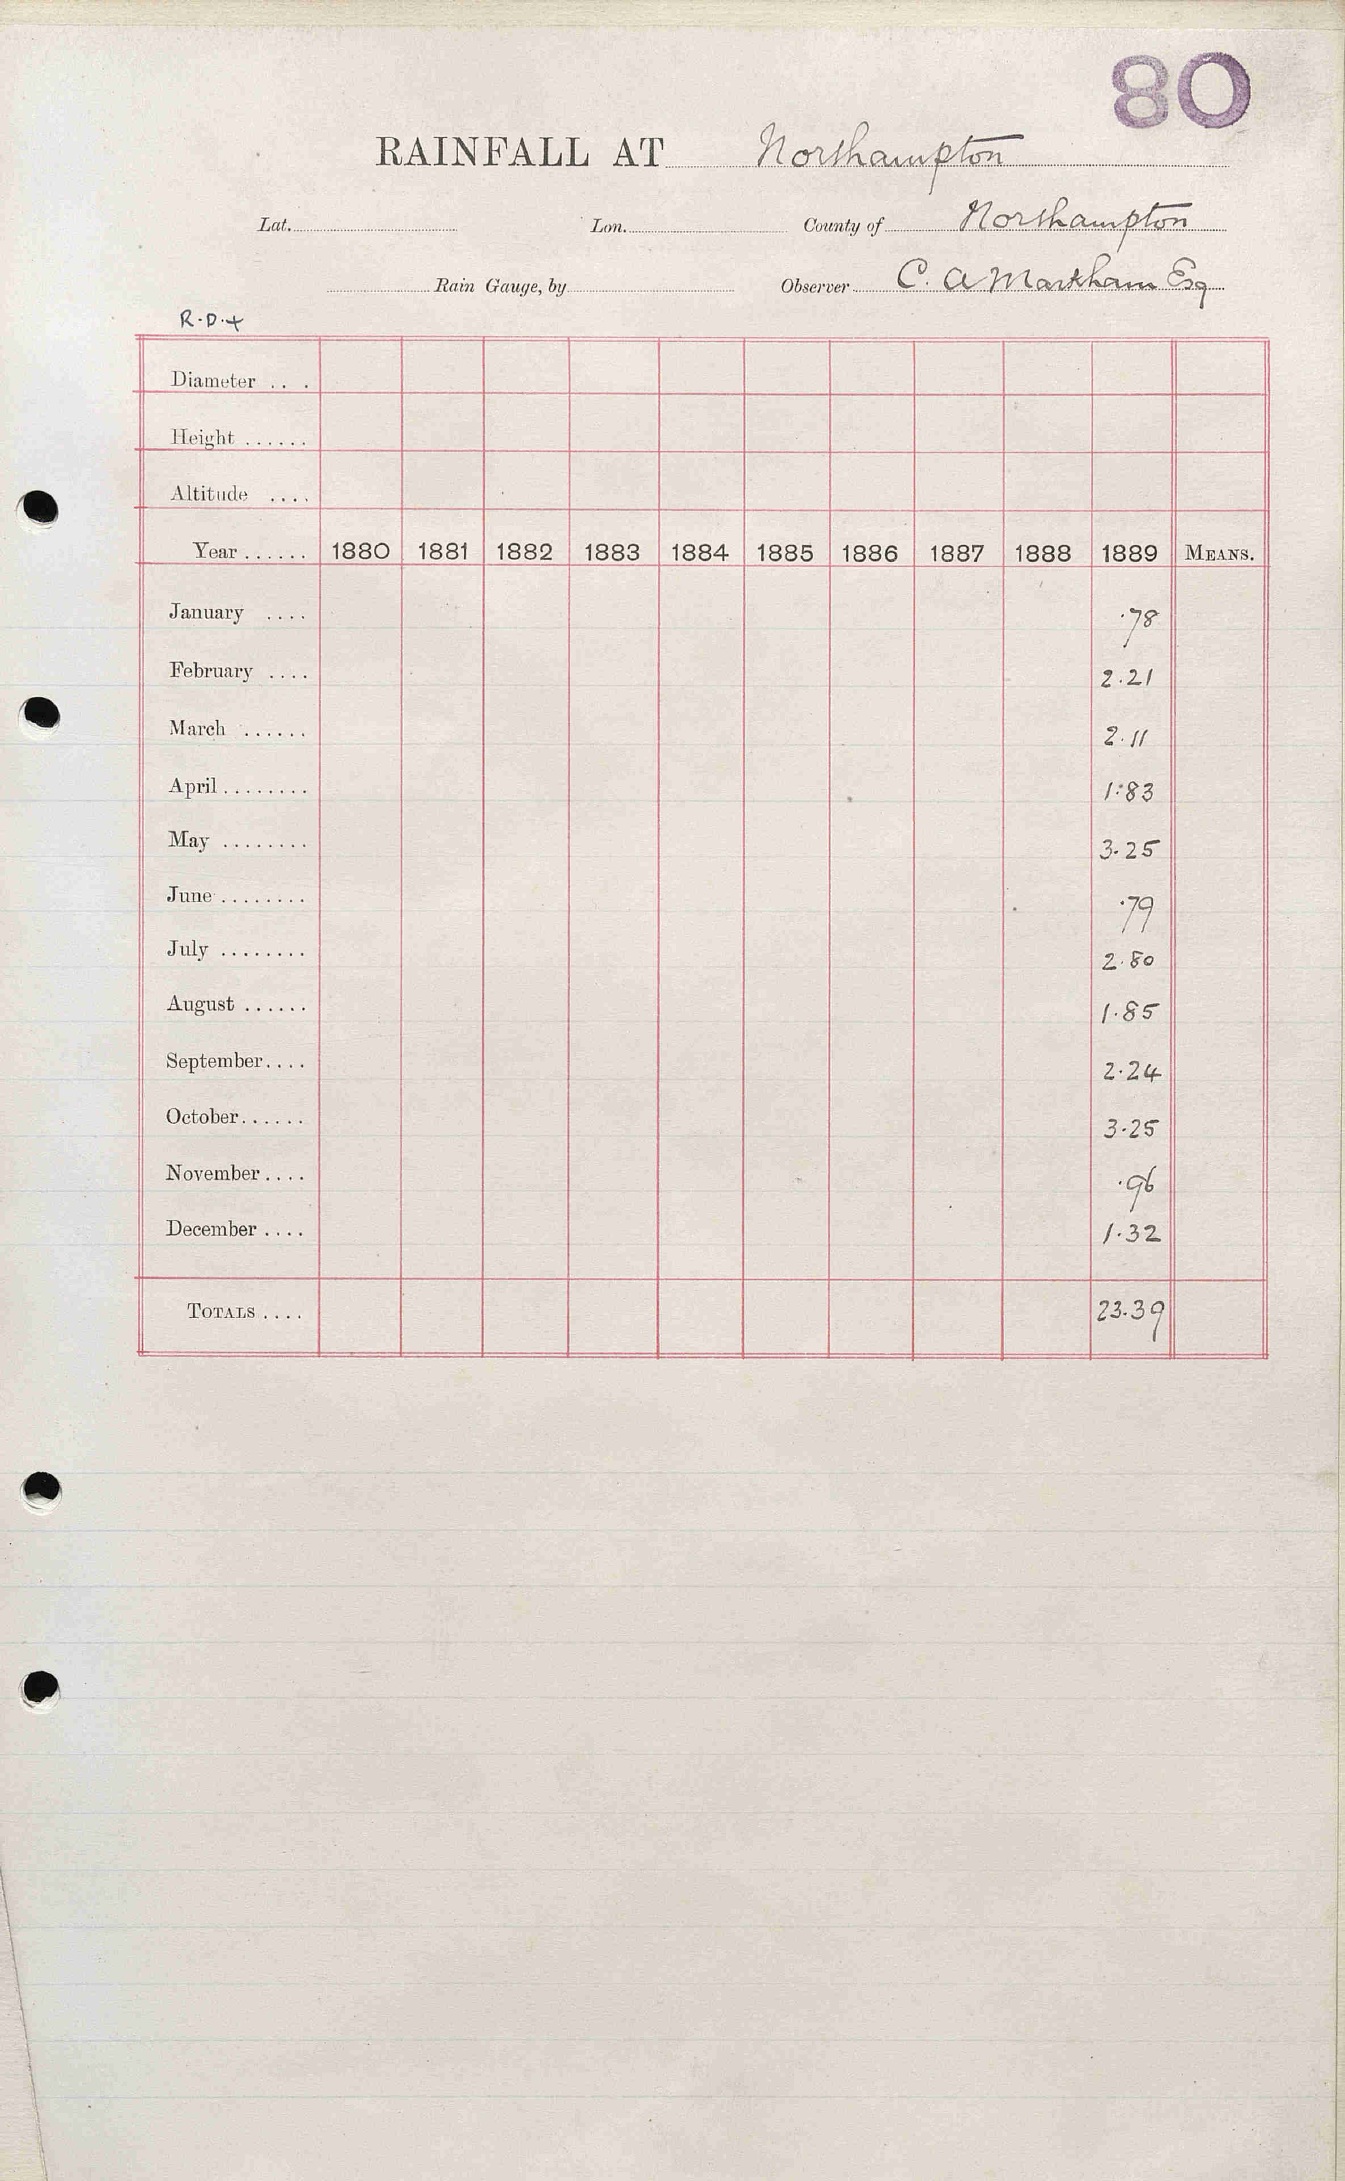 80
RAINFALL AT Northampton
Lat. Lon. County of Northampton
Rain Gauge, by Observer C. A Markham Esq
R.D.+
Diameter . . .
Height ......
Altitude ....
Year ...... 1880 1881 1882 1883 1884 1885 1886 1887 1888 1889 MEANS.
January .... .78
February .... 2.21
March ...... 2.11
April ........ 1.83
May ........ 3.25
June ........ .79
July ........ 2.80
August ...... 1.85
September.... 2.24
October...... 3.25
November.... .96
December .... 1.32
TOTALS .... 23.39